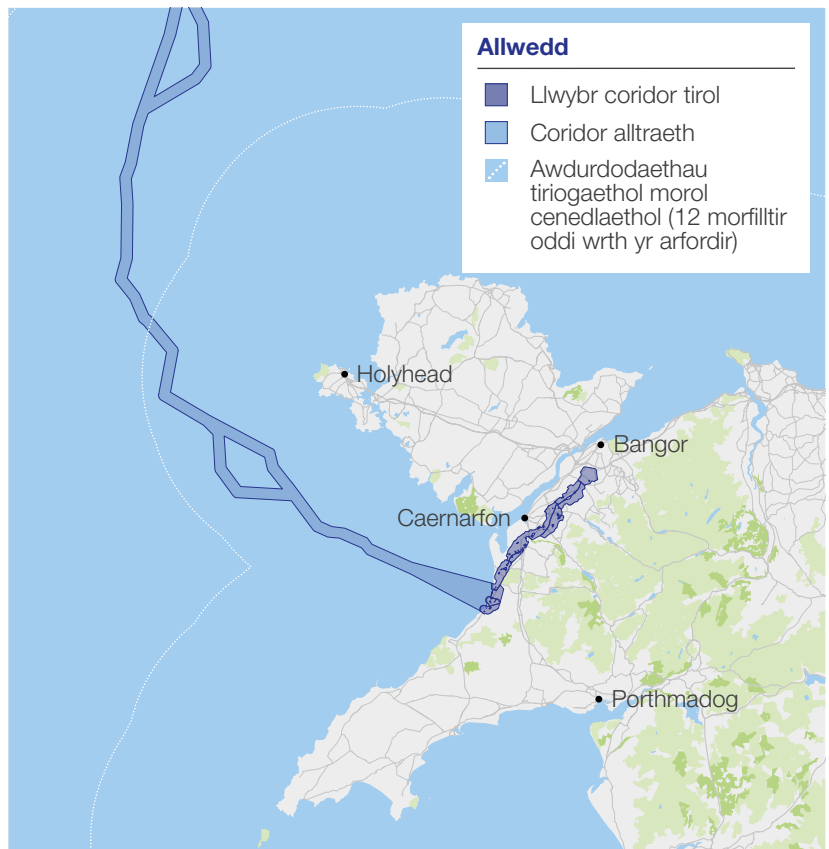 Allwedd
Llwybr coridor tirol
Coridor alltraeth
Awdurdodaethau
tiriogaethol morol
cenedlaethol (12 morfilltir
oddi wrth yr arfordir)
Holyhead
Bangor
Caernarfon
Porthmadog